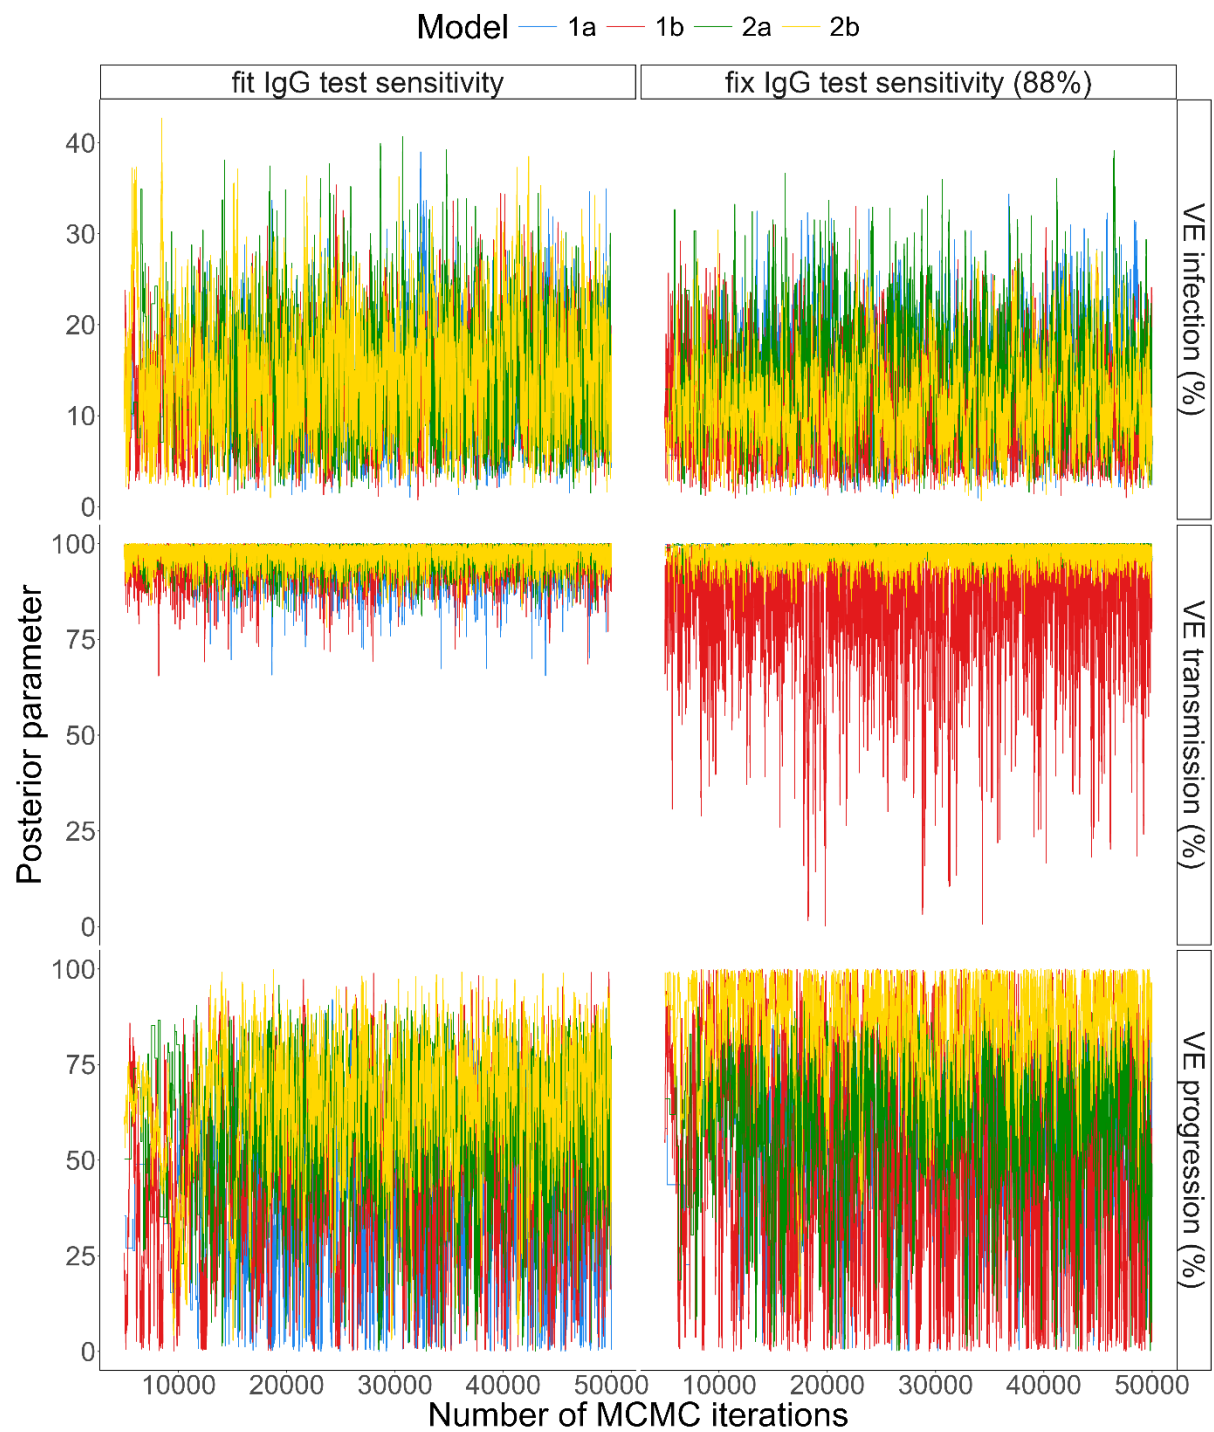 Model 1a 1b 2a 2b
fit IgG test sensitivity fix IgG test sensitivity (88%)
40
30
20
10
0
VE infection (%)
100
75
50
25
0
VE transmission (%)
Posterior parameter
100
75
50
25
0
VE progression (%)
10000 20000 30000 40000 50000 10000 20000 30000 40000 50000
Number of MCMC iterations